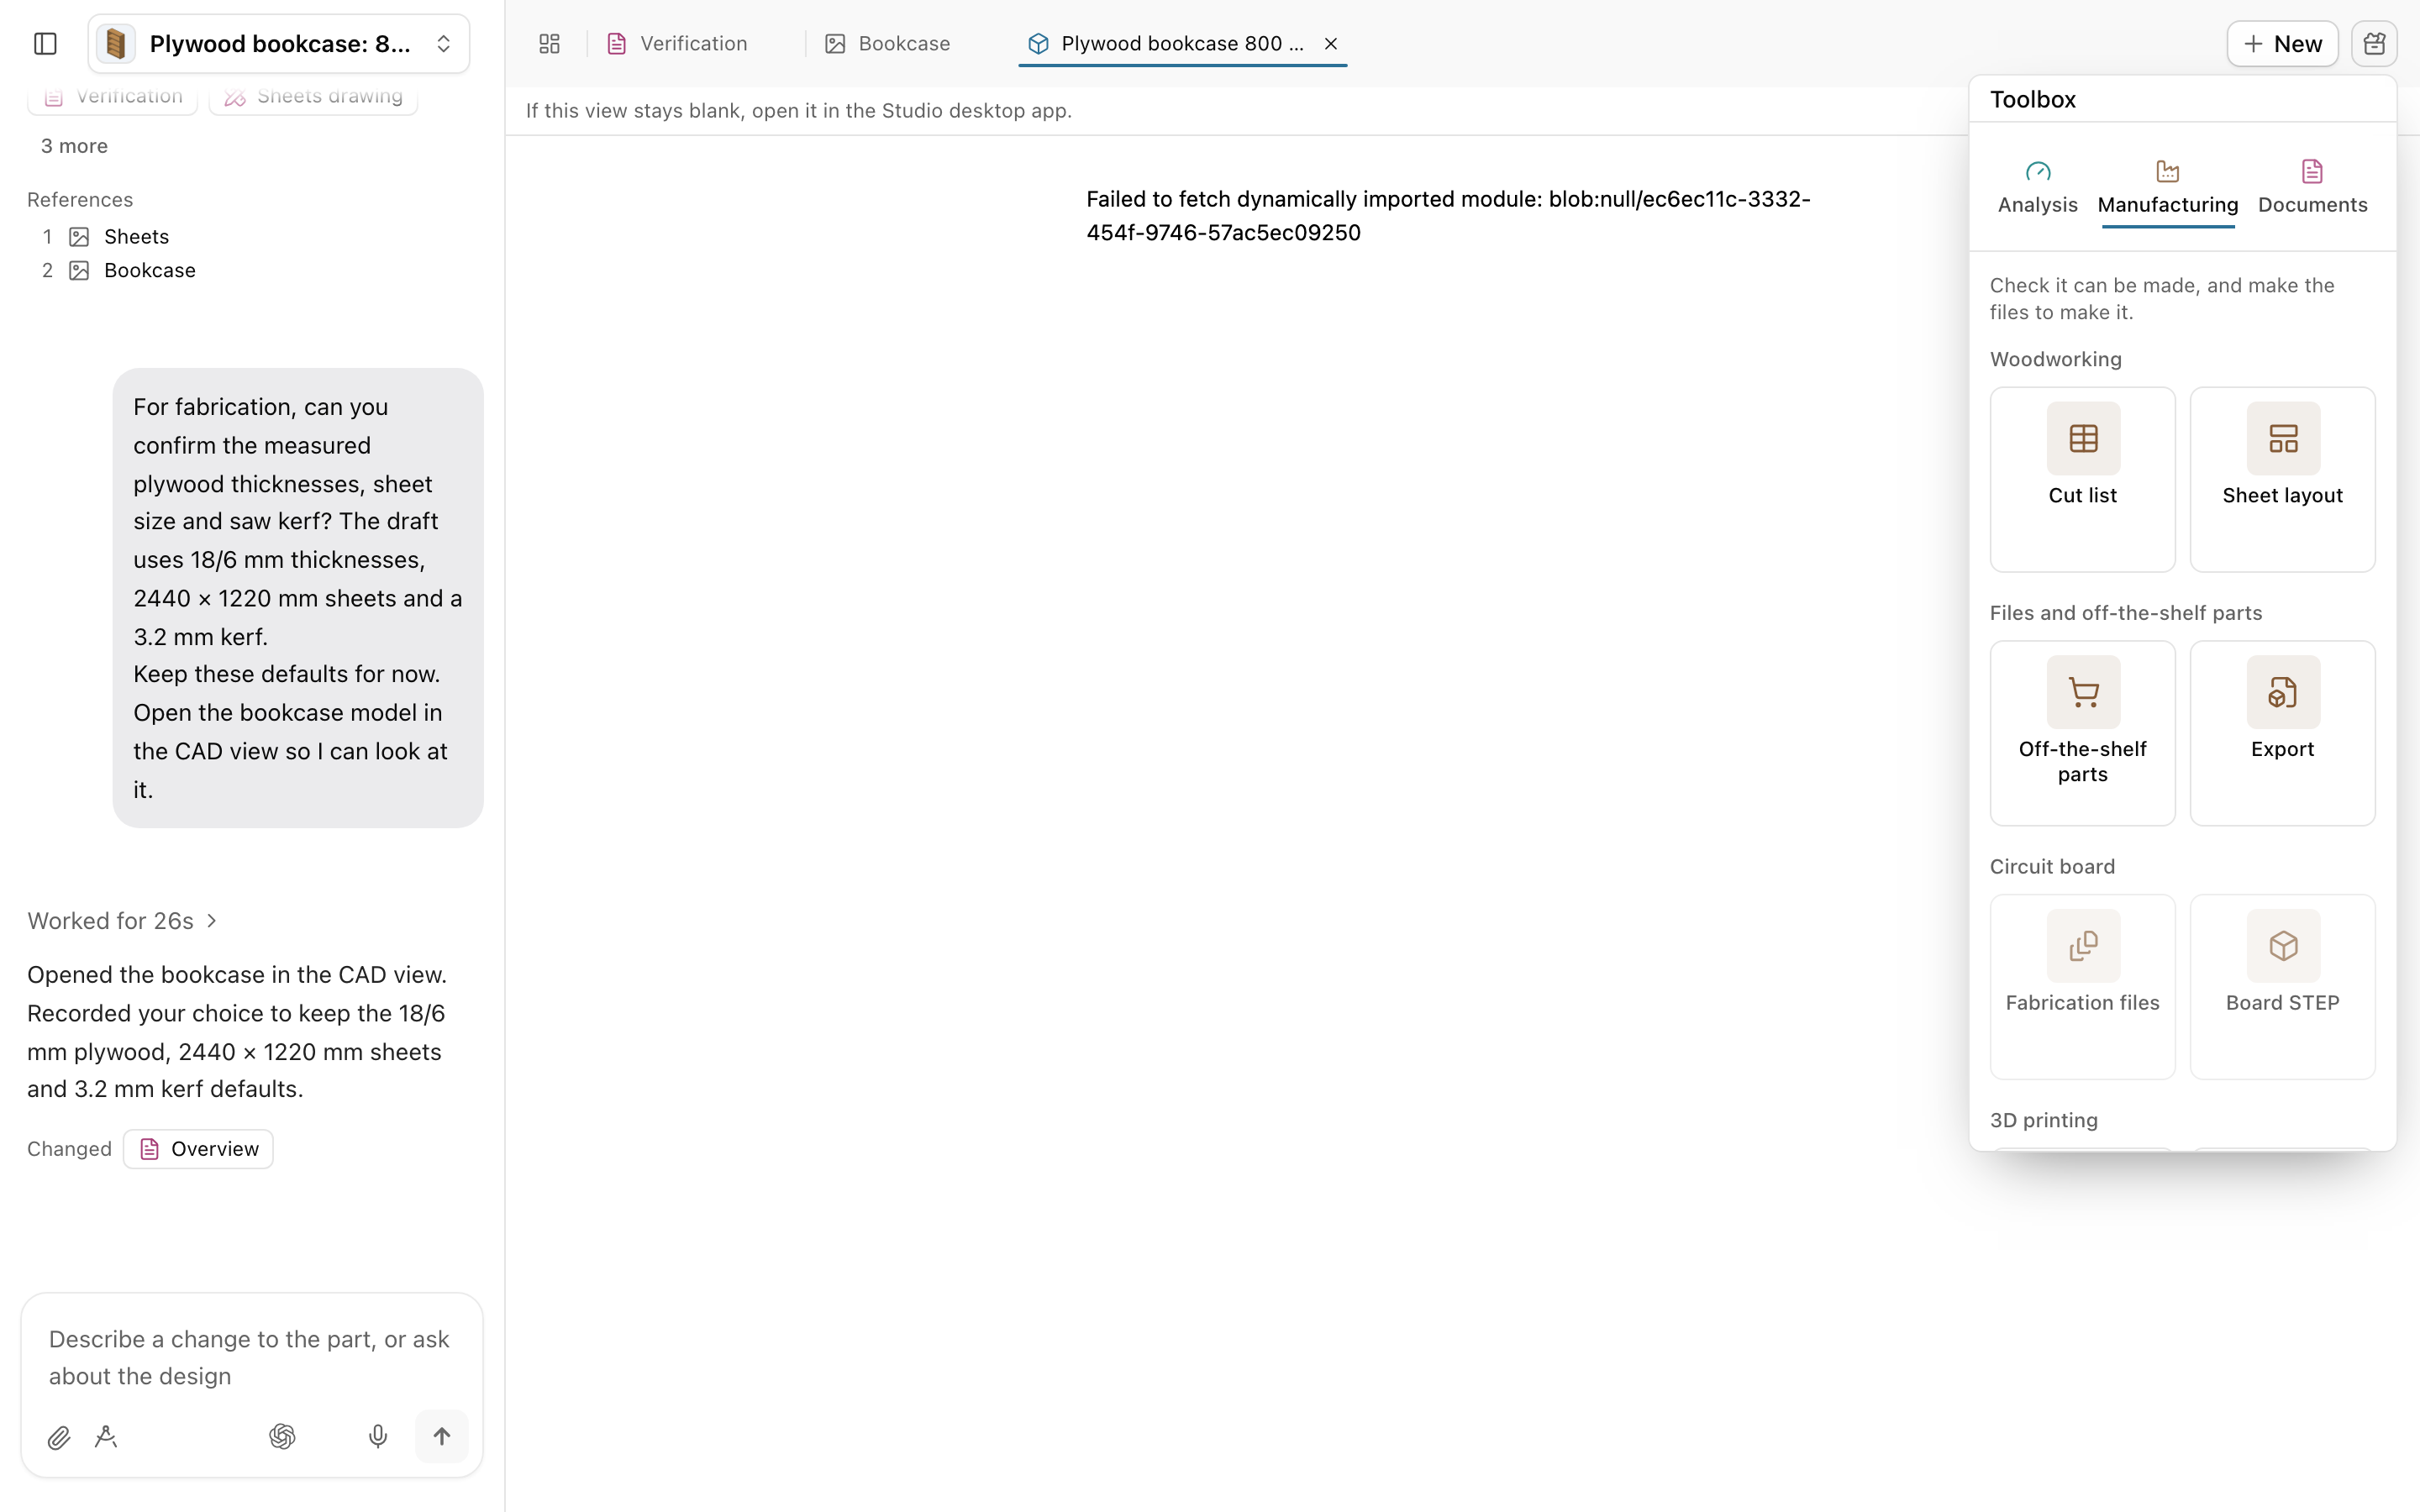 Plywood bookcase: 8...
Verification
Sheets drawing
3 more
References
1 Sheets
2 Bookcase
For fabrication, can you
confirm the measured
plywood thicknesses, sheet
size and saw kerf? The draft
uses 18/6 mm thicknesses,
2440 × 1220 mm sheets and a
3.2 mm kerf.
Keep these defaults for now.
Open the bookcase model in
the CAD view so I can look at
it.
Worked for 26s
Opened the bookcase in the CAD view.
Recorded your choice to keep the 18/6
mm plywood, 2440 × 1220 mm sheets
and 3.2 mm kerf defaults.
Changed Overview
Describe a change to the part, or ask
about the design
Verification
Bookcase
Plywood bookcase 800 ...
New
If this view stays blank, open it in the Studio desktop app.
Failed to fetch dynamically imported module: blob:null/ec6ec11c-3332-
454f-9746-57ac5ec09250
Toolbox
Analysis
Manufacturing
Documents
Check it can be made, and make the
files to make it.
Woodworking
Cut list
Sheet layout
Files and off-the-shelf parts
Off-the-shelf
parts
Export
Circuit board
Fabrication files
Board STEP
3D printing